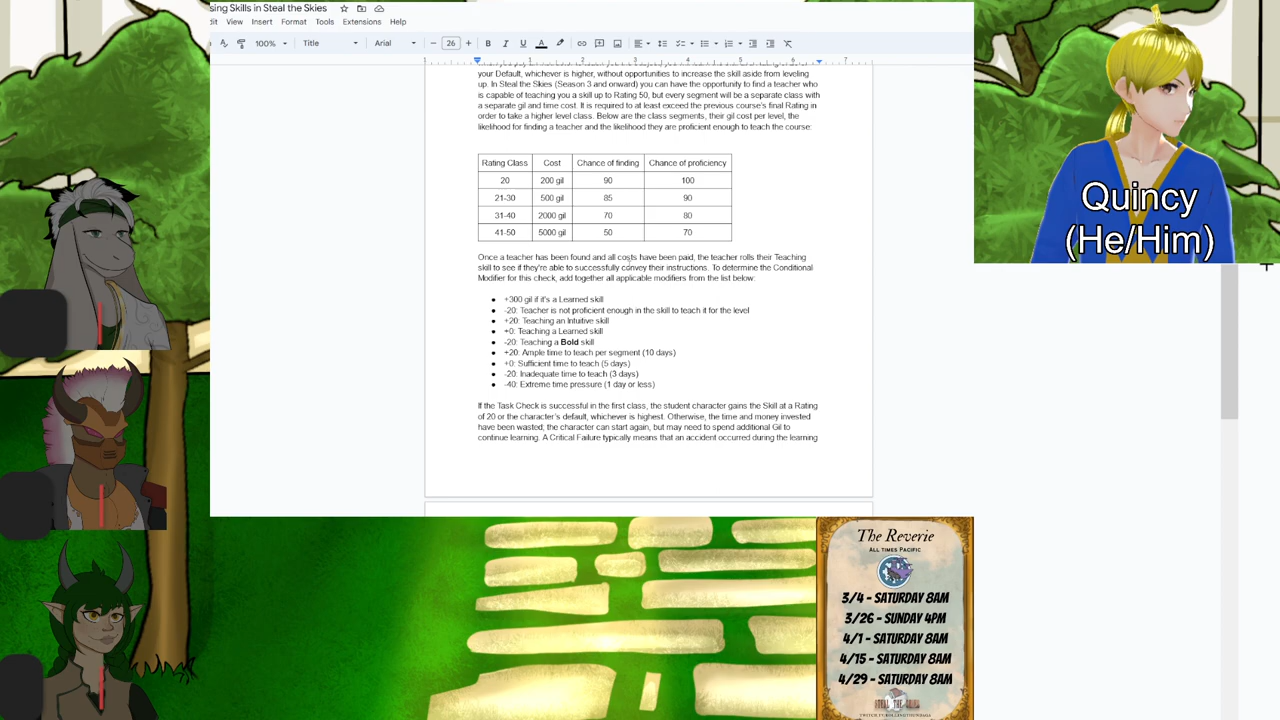 sing Skills in Steal the Skies
dit View Insert Format Tools Extensions Help
100% Title Arial 26 B I U A
1 2 3 4 5 6 7
your Default, whichever is higher, without opportunities to increase the skill aside from leveling
up. In Steal the Skies (Season 3 and onward) you can have the opportunity to find a teacher who
is capable of teaching you a skill up to Rating 50, but every segment will be a separate class with
a separate gil and time cost. It is required to at least exceed the previous course's final Rating in
order to take a higher level class. Below are the class segments, their gil cost per level, the
likelihood for finding a teacher and the likelihood they are proficient enough to teach the course:
Rating Class Cost Chance of finding Chance of proficiency
20 200 gil 90 100
21-30 500 gil 85 90
31-40 2000 gil 70 80
41-50 5000 gil 50 70
Once a teacher has been found and all costs have been paid, the teacher rolls their Teaching
skill to see if they're able to successfully convey their instructions. To determine the Conditional
Modifier for this check, add together all applicable modifiers from the list below:
● +300 gil if it's a Learned skill
● -20: Teacher is not proficient enough in the skill to teach it for the level
● +20: Teaching an Intuitive skill
● +0: Teaching a Learned skill
● -20: Teaching a Bold skill
● +20: Ample time to teach per segment (10 days)
● +0: Sufficient time to teach (5 days)
● -20: Inadequate time to teach (3 days)
● -40: Extreme time pressure (1 day or less)
If the Task Check is successful in the first class, the student character gains the Skill at a Rating
of 20 or the character's default, whichever is highest. Otherwise, the time and money invested
have been wasted; the character can start again, but may need to spend additional Gil to
continue learning. A Critical Failure typically means that an accident occurred during the learning
Quincy
(He/Him)
The Reverie
ALL TIMES PACIFIC
3/4 - SATURDAY 8AM
3/26 - SUNDAY 4PM
4/1 - SATURDAY 8AM
4/15 - SATURDAY 8AM
4/29 - SATURDAY 8AM
STEAL THE SKIES